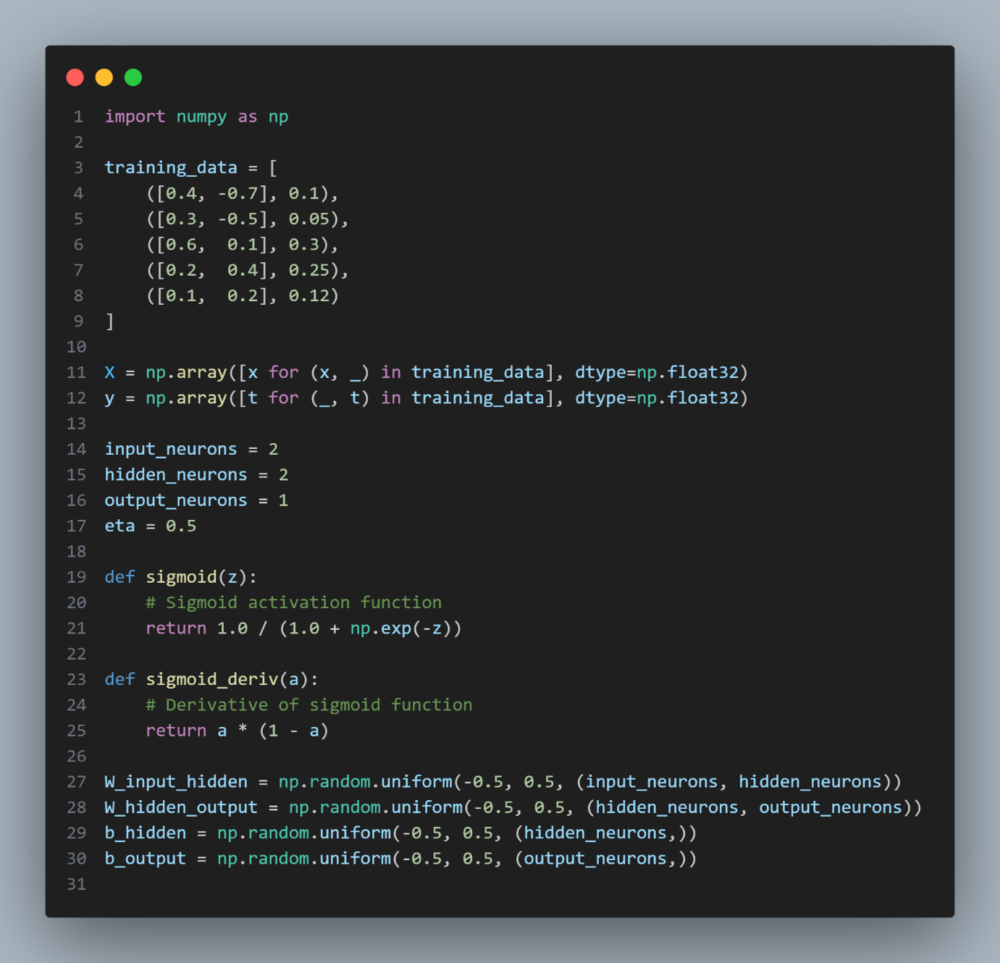 1 import numpy as np
2
3 training_data = [
4     ([0.4, -0.7], 0.1),
5     ([0.3, -0.5], 0.05),
6     ([0.6,  0.1], 0.3),
7     ([0.2,  0.4], 0.25),
8     ([0.1,  0.2], 0.12)
9 ]
10
11 X = np.array([x for (x, _) in training_data], dtype=np.float32)
12 y = np.array([t for (_, t) in training_data], dtype=np.float32)
13
14 input_neurons = 2
15 hidden_neurons = 2
16 output_neurons = 1
17 eta = 0.5
18
19 def sigmoid(z):
20     # Sigmoid activation function
21     return 1.0 / (1.0 + np.exp(-z))
22
23 def sigmoid_deriv(a):
24     # Derivative of sigmoid function
25     return a * (1 - a)
26
27 W_input_hidden = np.random.uniform(-0.5, 0.5, (input_neurons, hidden_neurons))
28 W_hidden_output = np.random.uniform(-0.5, 0.5, (hidden_neurons, output_neurons))
29 b_hidden = np.random.uniform(-0.5, 0.5, (hidden_neurons,))
30 b_output = np.random.uniform(-0.5, 0.5, (output_neurons,))
31